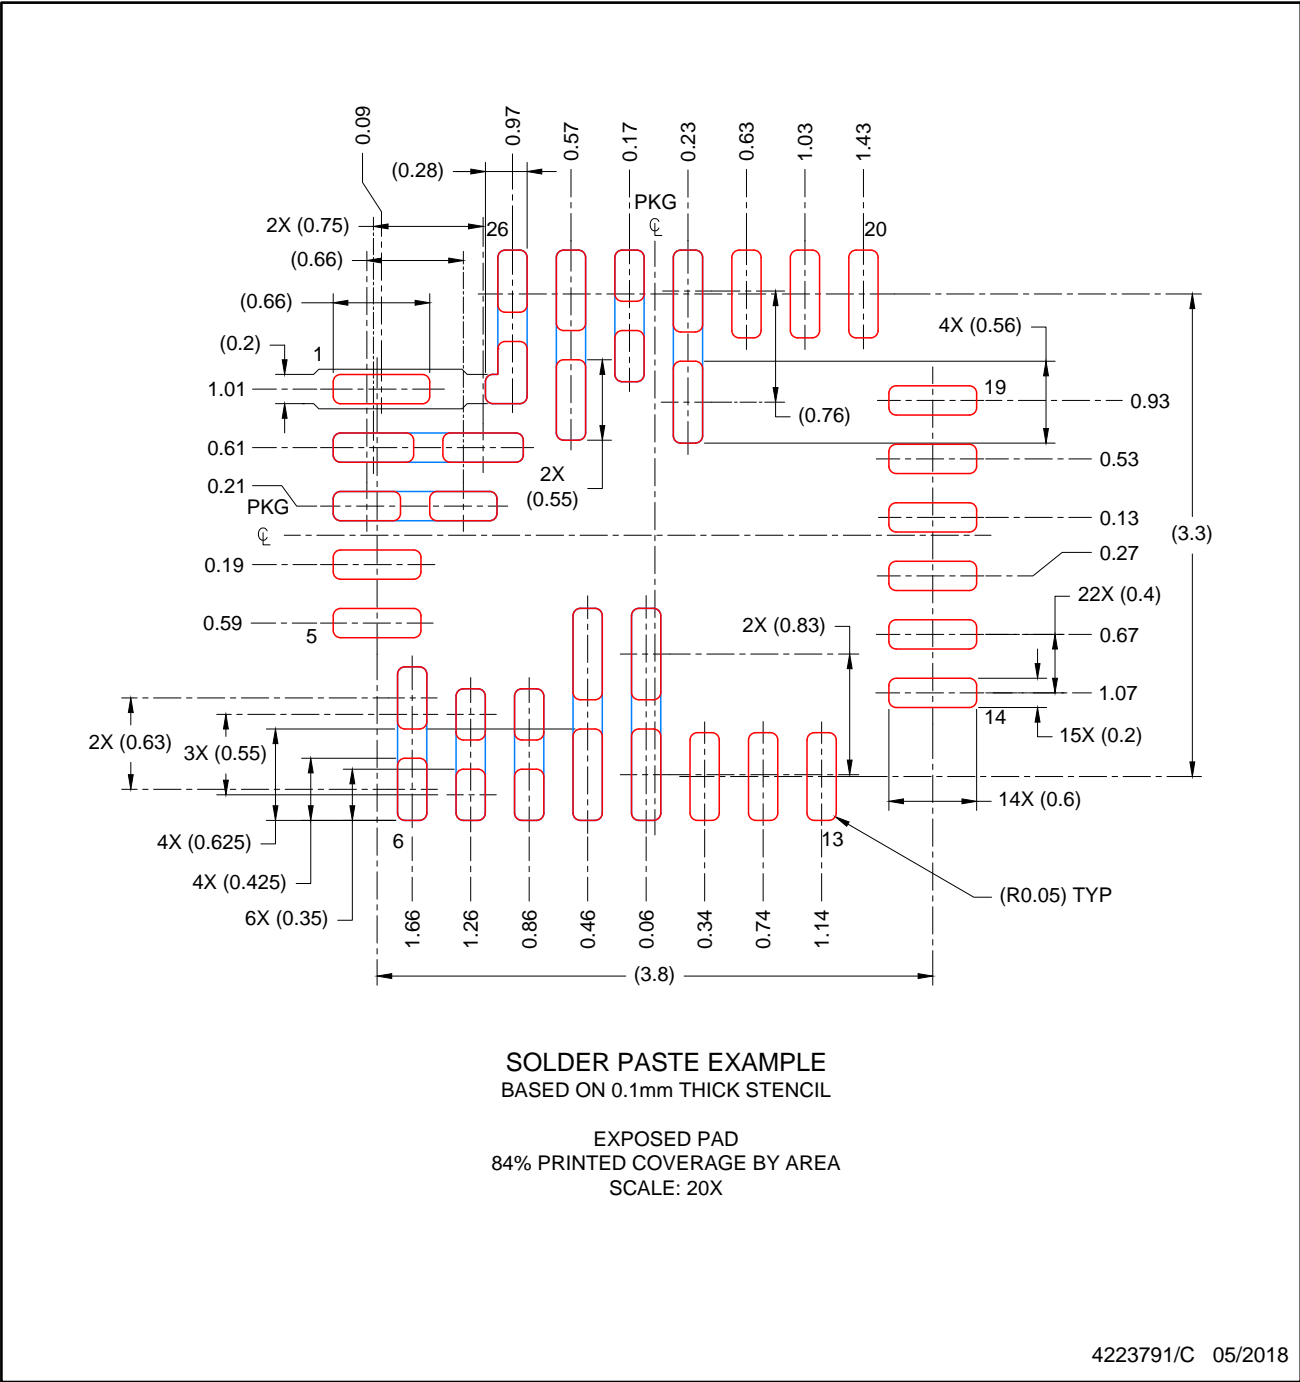 0.09
0.97
0.57
0.17
0.23
0.63
1.03
1.43
(0.28)
PKG
℄
2X (0.75)
26
20
(0.66)
(0.66)
4X (0.56)
(0.2)
1
1.01
19
0.93
(0.76)
0.61
2X
(0.55)
0.53
0.21
PKG
℄
0.13
(3.3)
0.19
0.27
22X (0.4)
0.59
5
2X (0.83)
0.67
1.07
14
15X (0.2)
2X (0.63)
3X (0.55)
14X (0.6)
4X (0.625)
6
13
4X (0.425)
(R0.05) TYP
6X (0.35)
1.66
1.26
0.86
0.46
0.06
0.34
0.74
1.14
(3.8)
SOLDER PASTE EXAMPLE
BASED ON 0.1mm THICK STENCIL
EXPOSED PAD
84% PRINTED COVERAGE BY AREA
SCALE: 20X
4223791/C 05/2018